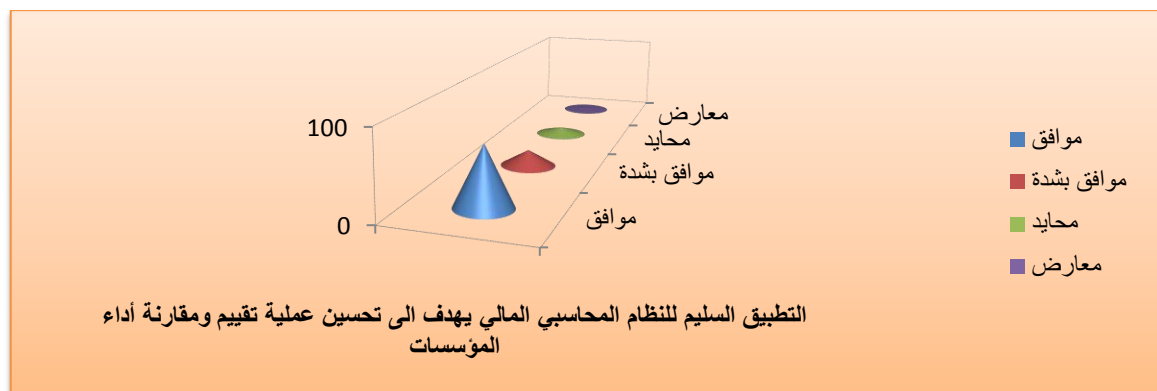 100
0
معارض
محايد
موافق بشدة
موافق
موافق
موافق بشدة
محايد
معارض
التطبيق السليم للنظام المحاسبي المالي يهدف الى تحسين عملية تقييم ومقارنة أداء
المؤسسات